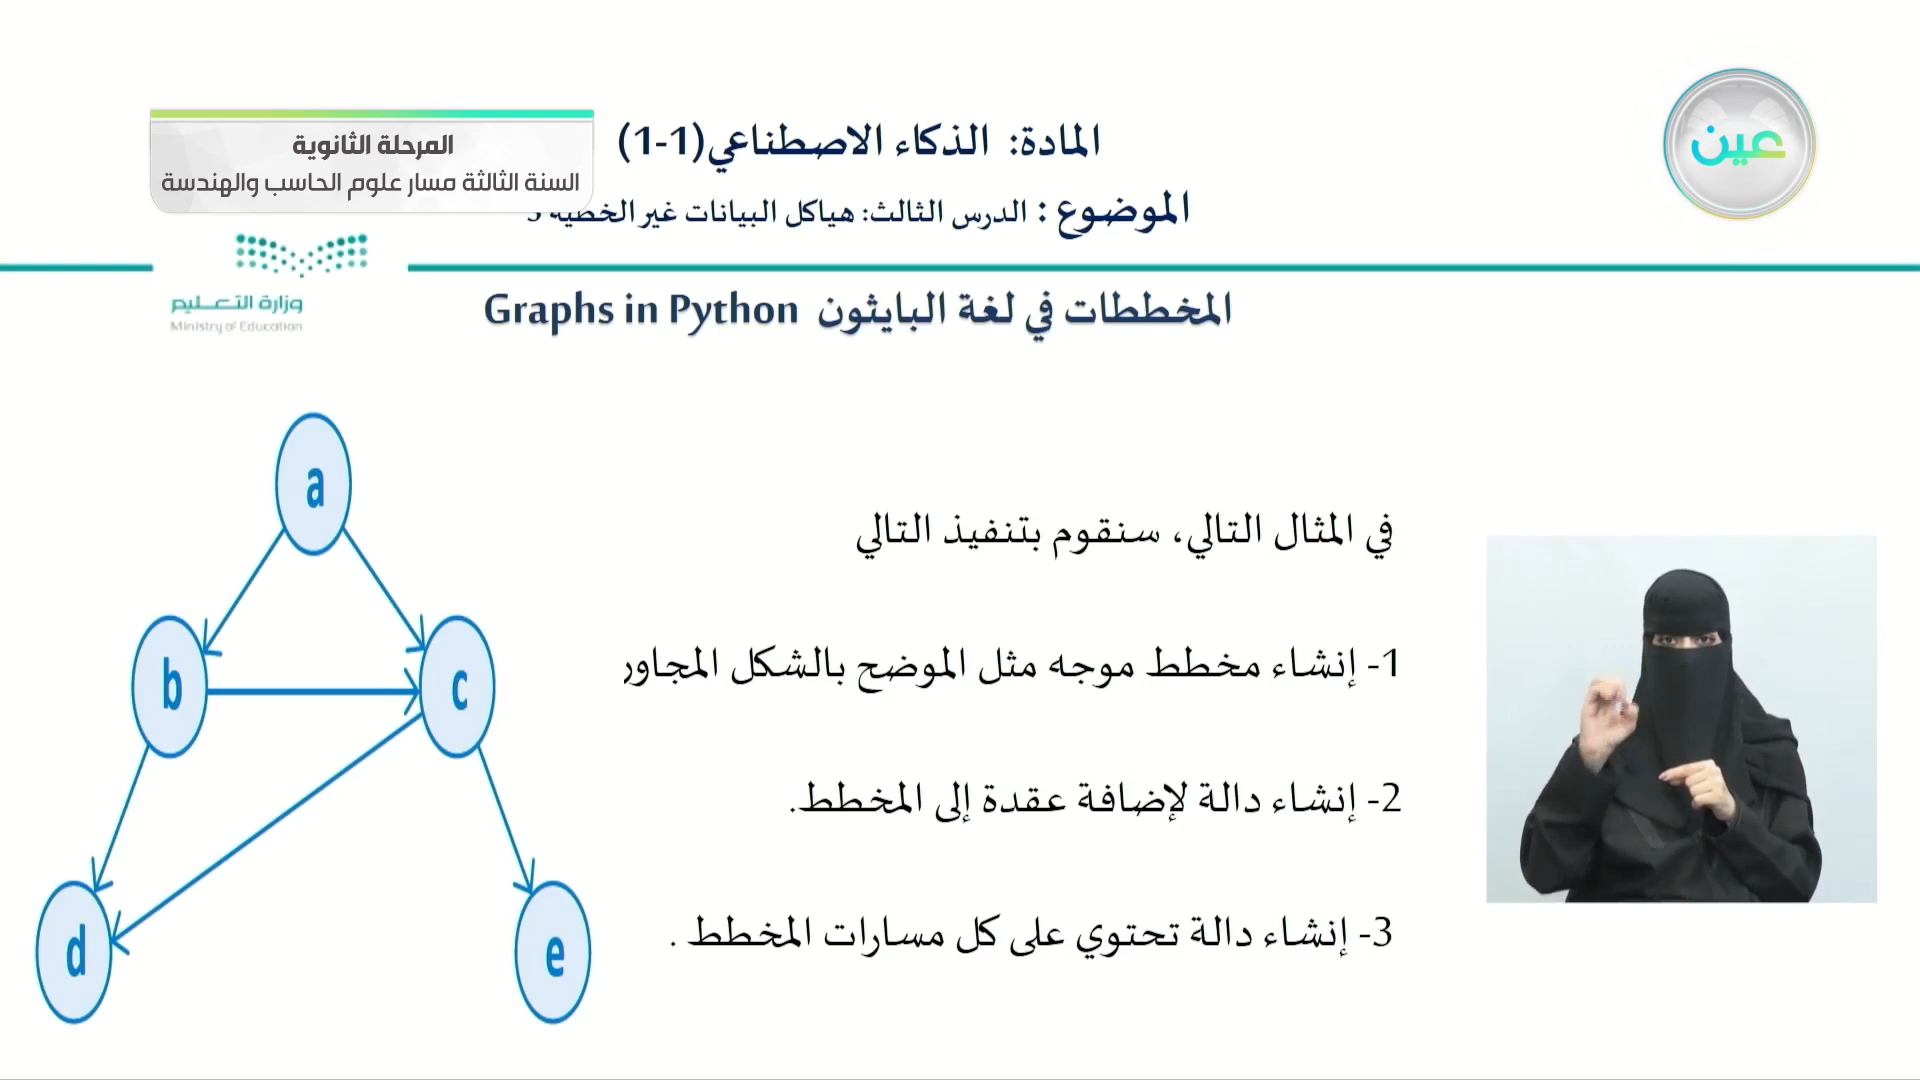 عين
المرحلة الثانوية
السنة الثالثة مسار علوم الحاسب والهندسة
المادة: الذكاء الاصطناعي(1-1)
الموضوع : الدرس الثالث: هياكل البيانات غير الخطية
وزارة التعليم
Ministry of Education
المخططات في لغة البايثون Graphs in Python
في المثال التالي، سنقوم بتنفيذ التالي
1- إنشاء مخطط موجه مثل الموضح بالشكل المجاور
2- إنشاء دالة لإضافة عقدة إلى المخطط.
3- إنشاء دالة تحتوي على كل مسارات المخطط .
a
b
c
d
e